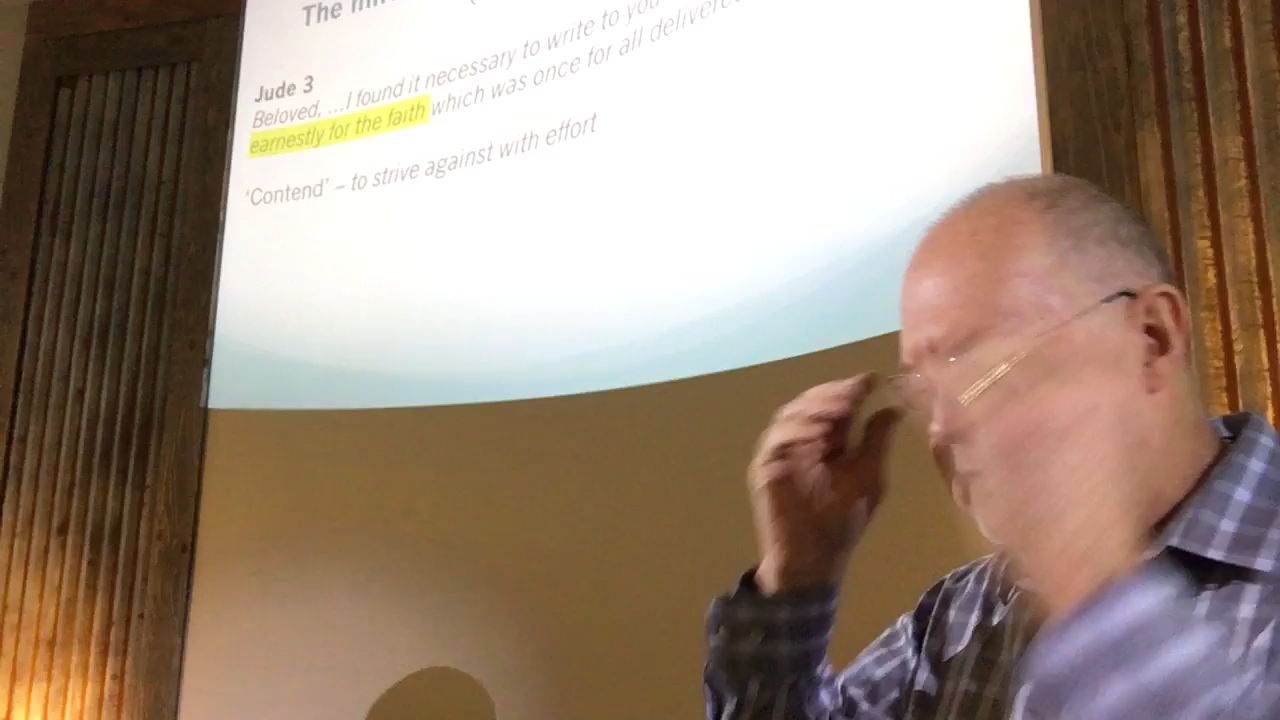 The
Jude 3
Beloved, ...I found it necessary to write to you
earnestly for the faith which was once for all delivered
'Contend' – to strive against with effort